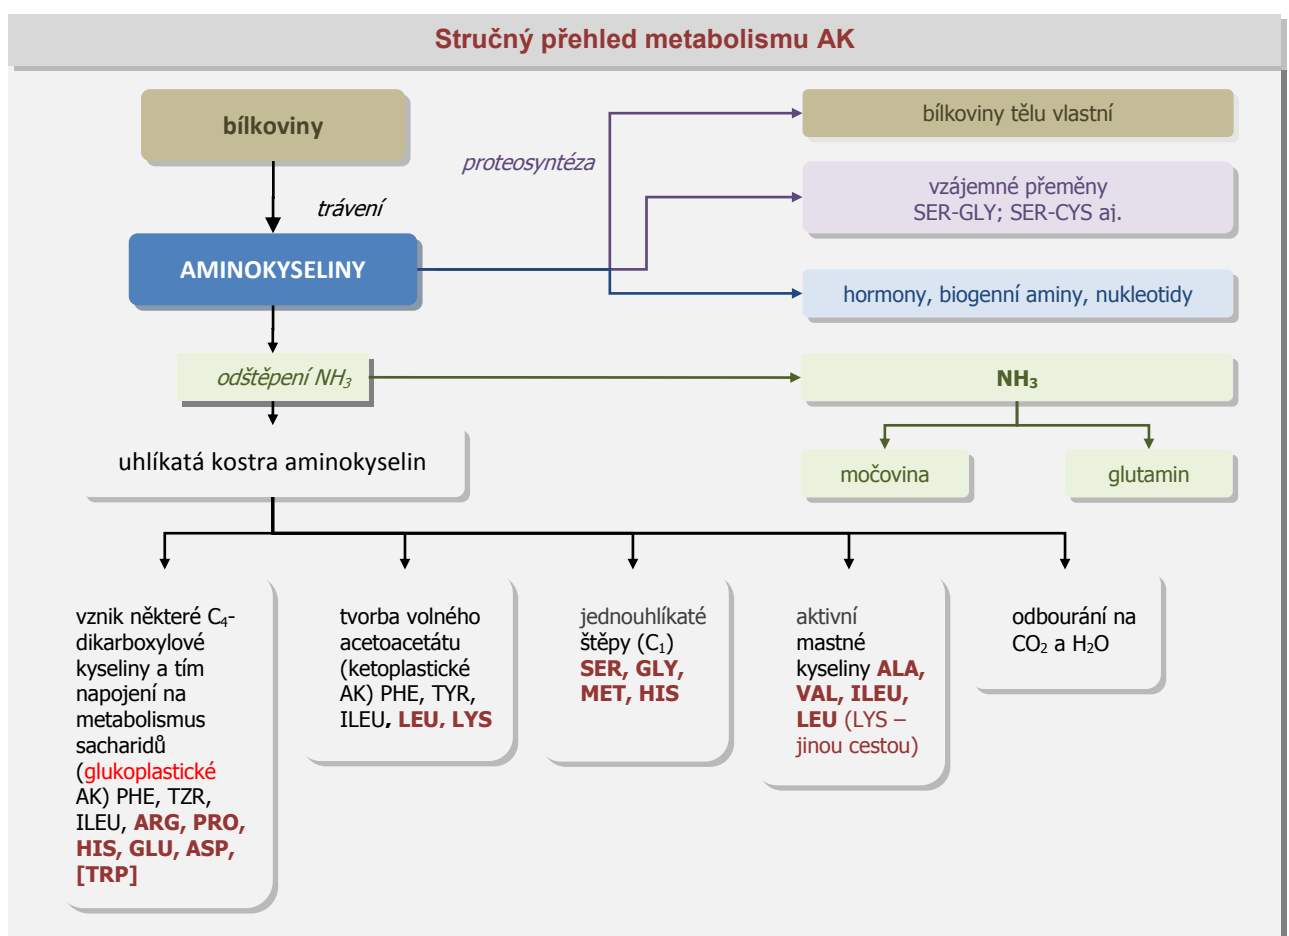 Stručný přehled metabolismu AK
bílkoviny
bílkoviny tělu vlastní
proteosyntéza
vzájemné přeměny
SER-GLY; SER-CYS aj.
trávení
AMINOKYSELINY
hormony, biogenní aminy, nukleotidy
odštěpení NH₃
NH₃
uhlíkatá kostra aminokyselin
močovina
glutamin
vznik některé C₄-
dikarboxylové
kyseliny a tím
napojení na
metabolismus
sacharidů
(glukoplastické
AK) PHE, TZR,
ILEU, ARG, PRO,
HIS, GLU, ASP,
[TRP]
tvorba volného
acetoacetátu
(ketoplastické
AK) PHE, TYR,
ILEU, LEU, LYS
jednouhlíkaté
štěpy (C₁)
SER, GLY,
MET, HIS
aktivní
mastné
kyseliny ALA,
VAL, ILEU,
LEU (LYS –
jinou cestou)
odbourání na
CO₂ a H₂O